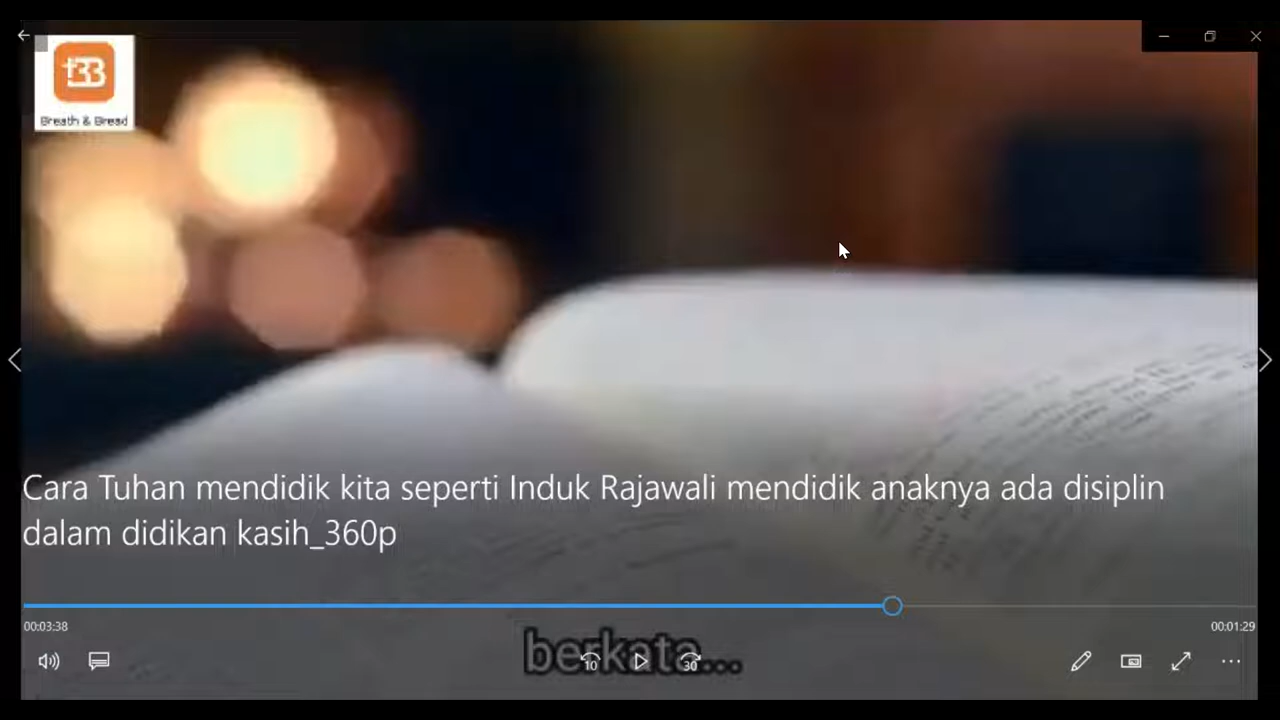 t33
Breath & Bread
Cara Tuhan mendidik kita seperti Induk Rajawali mendidik anaknya ada disiplin
dalam didikan kasih_360p
00:03:38
00:01:29
berkata...
10
30